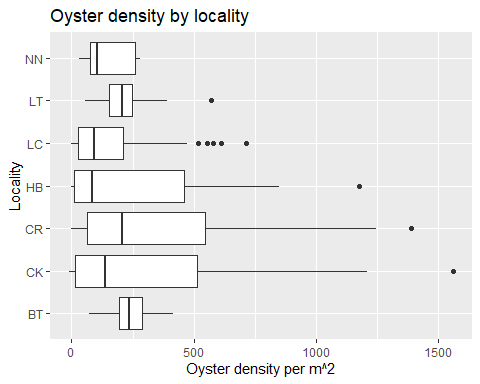 Oyster density by locality
NN
LT
LC
HB
CR
CK
BT
Locality
0
500
1000
1500
Oyster density per m^2